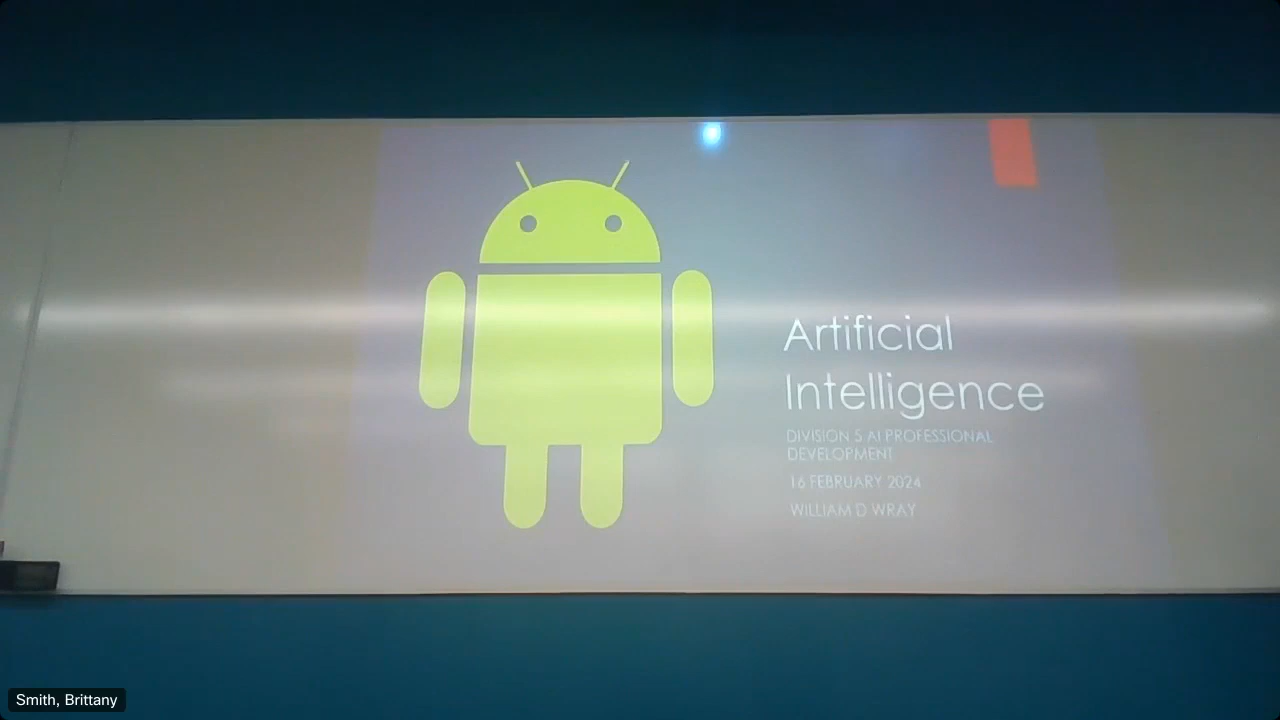 Artificial
Intelligence
DIVISION 5 AI PROFESSIONAL
DEVELOPMENT
16 FEBRUARY 2024
WILLIAM D WRAY
Smith, Brittany